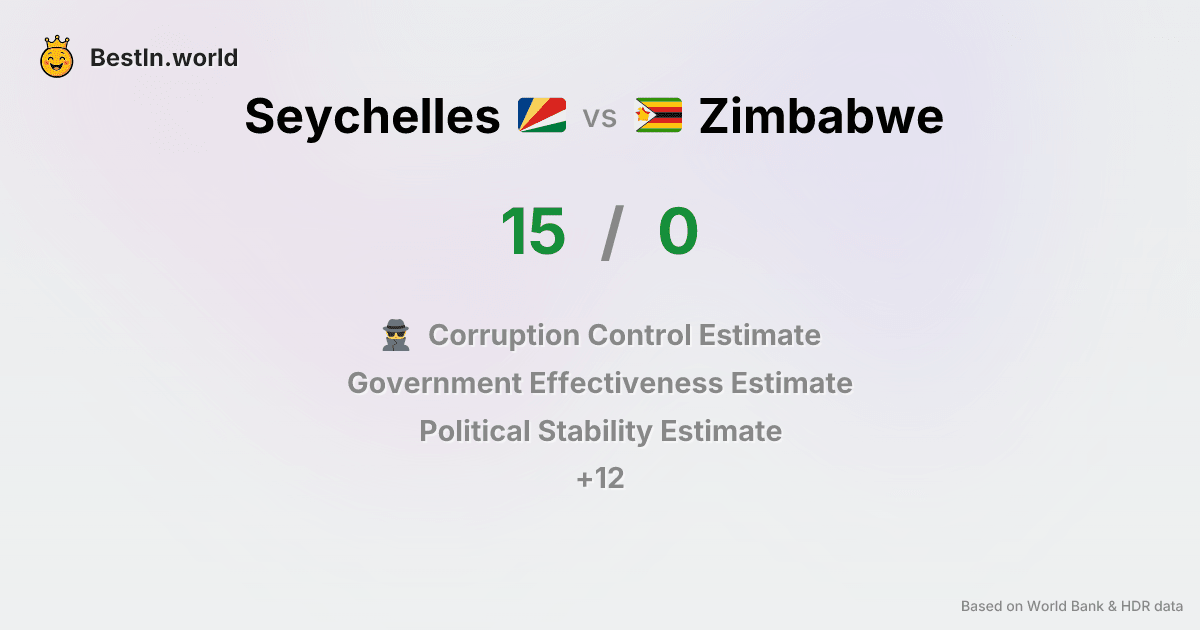 BestIn.world
Seychelles vs Zimbabwe
15 / 0
Corruption Control Estimate
Government Effectiveness Estimate
Political Stability Estimate
+12
Based on World Bank & HDR data